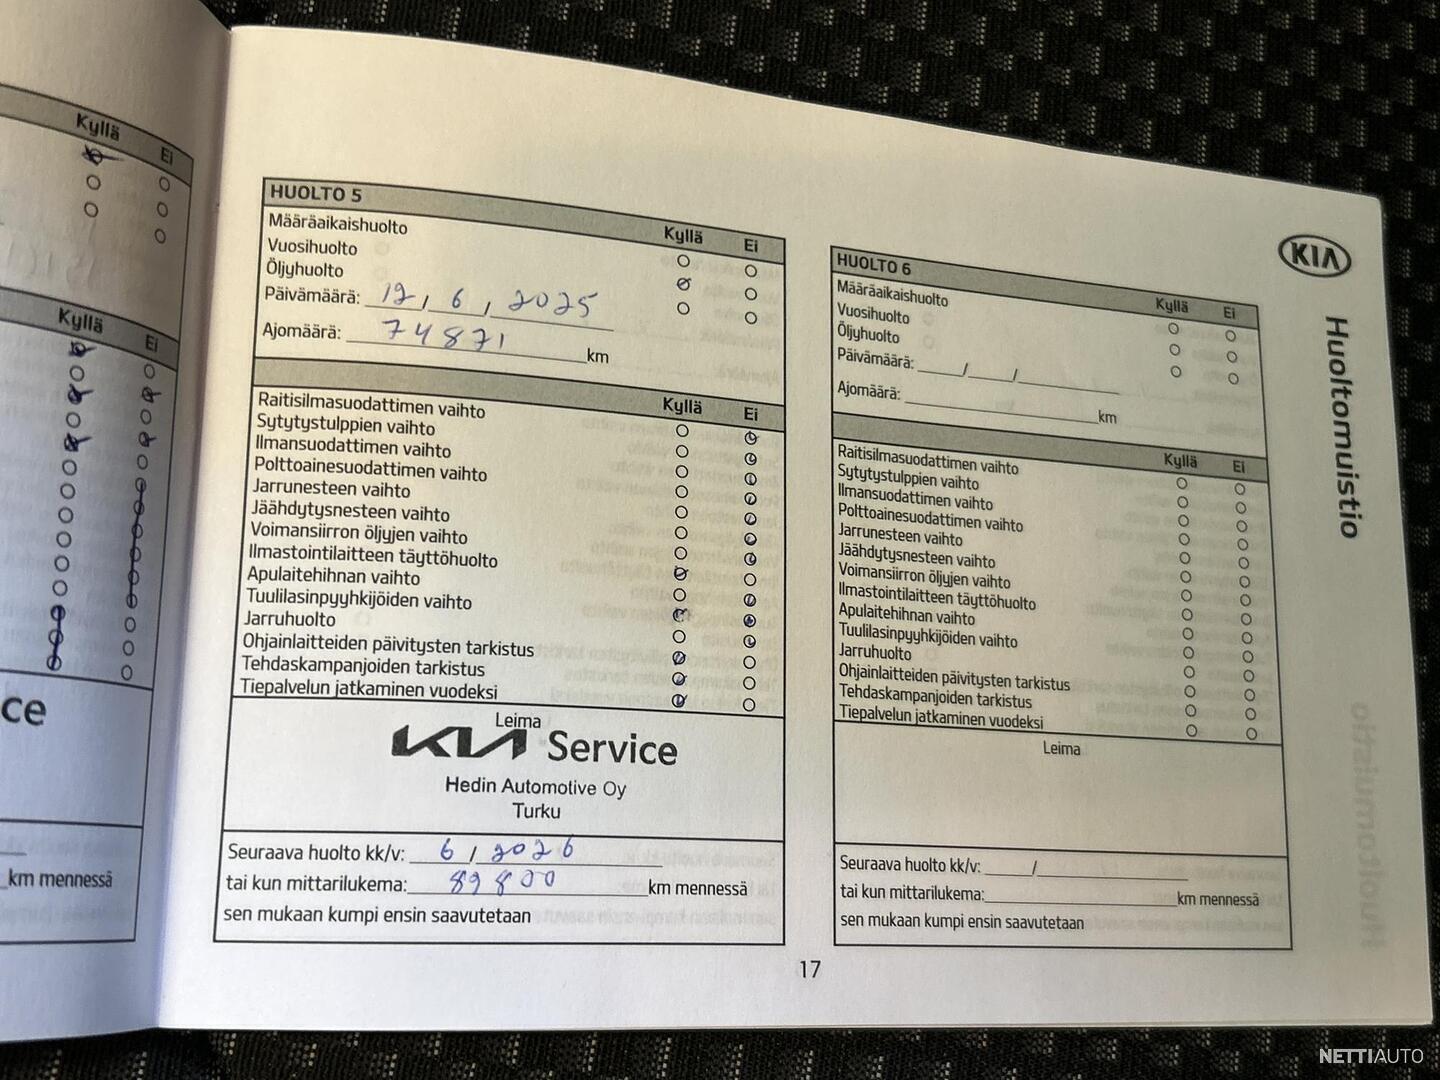 Kyllä
Ei
Kyllä
Ei
ce
km mennessä
HUOLTO 5
Kyllä
Ei
Määräaikaishuolto
Vuosihuolto
Öljyhuolto
Päivämäärä: 12, 6, 2025
Ajomäärä: 74871 km
Kyllä
Ei
Raitisilmasuodattimen vaihto
Sytytystulppien vaihto
Ilmansuodattimen vaihto
Polttoainesuodattimen vaihto
Jarrunesteen vaihto
Jäähdytysnesteen vaihto
Voimansiirron öljyjen vaihto
Ilmastointilaitteen täyttöhuolto
Apulaitehihnan vaihto
Tuulilasinpyyhkijöiden vaihto
Jarruhuolto
Ohjainlaitteiden päivitysten tarkistus
Tehdaskampanjoiden tarkistus
Tiepalvelun jatkaminen vuodeksi
Leima
KIA Service
Hedin Automotive Oy
Turku
Seuraava huolto kk/v: 6 / 2026
tai kun mittarilukema: 89800 km mennessä
sen mukaan kumpi ensin saavutetaan
HUOLTO 6
Kyllä
Ei
Määräaikaishuolto
Vuosihuolto
Öljyhuolto
Päivämäärä: / /
Ajomäärä: km
Kyllä
Ei
Raitisilmasuodattimen vaihto
Sytytystulppien vaihto
Ilmansuodattimen vaihto
Polttoainesuodattimen vaihto
Jarrunesteen vaihto
Jäähdytysnesteen vaihto
Voimansiirron öljyjen vaihto
Ilmastointilaitteen täyttöhuolto
Apulaitehihnan vaihto
Tuulilasinpyyhkijöiden vaihto
Jarruhuolto
Ohjainlaitteiden päivitysten tarkistus
Tehdaskampanjoiden tarkistus
Tiepalvelun jatkaminen vuodeksi
Leima
Seuraava huolto kk/v: /
tai kun mittarilukema: km mennessä
sen mukaan kumpi ensin saavutetaan
KIA
Huoltomuistio
17
NETTIAUTO